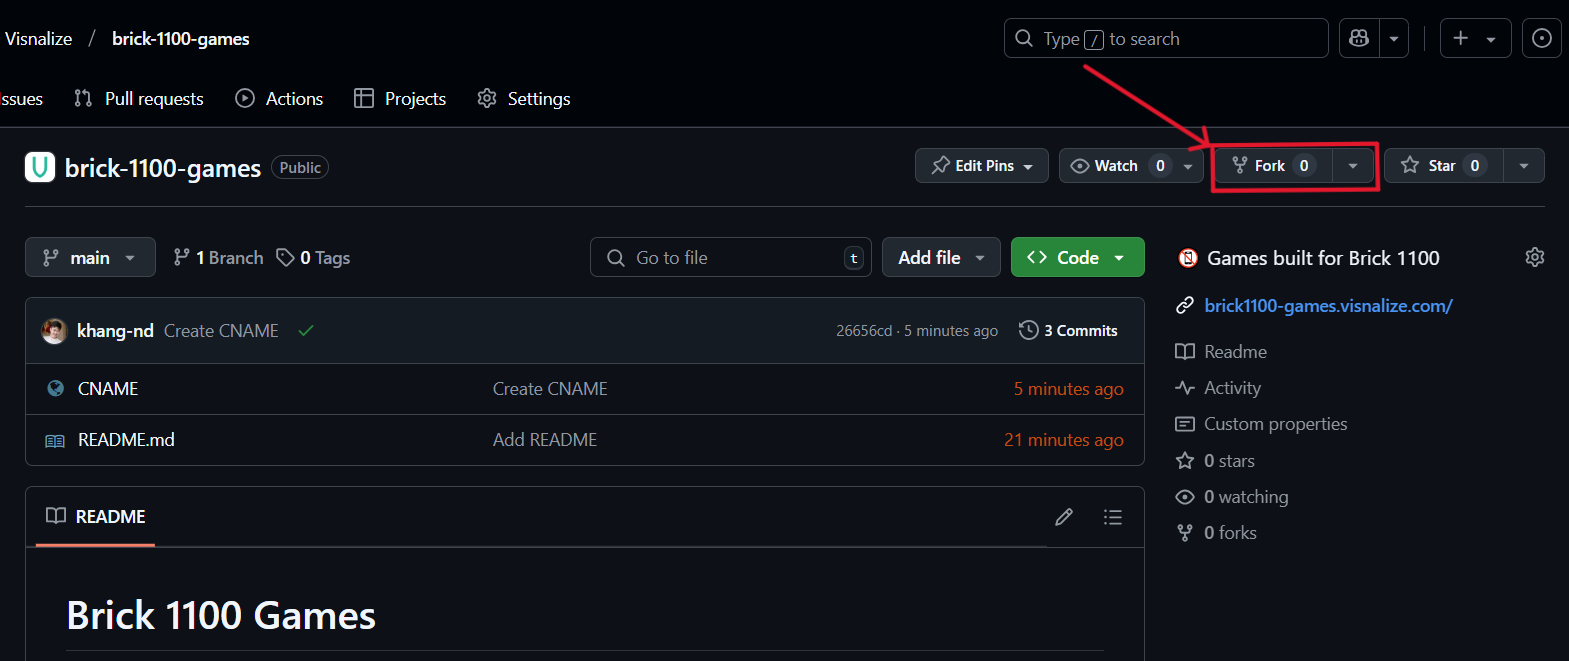 Visnalize / brick-1100-games
Type / to search
ssues Pull requests Actions Projects Settings
brick-1100-games Public
Edit Pins Watch 0 Fork 0 Star 0
main 1 Branch 0 Tags Go to file t Add file <> Code
khang-nd Create CNAME 26656cd · 5 minutes ago 3 Commits
CNAME Create CNAME 5 minutes ago
README.md Add README 21 minutes ago
README
Brick 1100 Games
Games built for Brick 1100
brick1100-games.visnalize.com/
Readme
Activity
Custom properties
0 stars
0 watching
0 forks